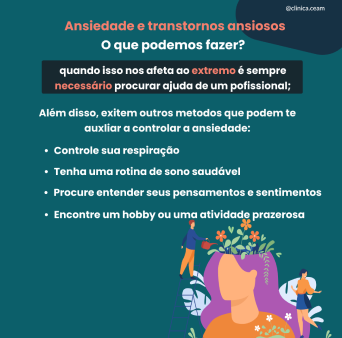 @clinica.ceam
Ansiedade e transtornos ansiosos
O que podemos fazer?
quando isso nos afeta ao extremo é sempre
necessário procurar ajuda de um pofissional;
Além disso, exitem outros metodos que podem te
auxliar a controlar a ansiedade:
• Controle sua respiração
• Tenha uma rotina de sono saudável
• Procure entender seus pensamentos e sentimentos
• Encontre um hobby ou uma atividade prazerosa